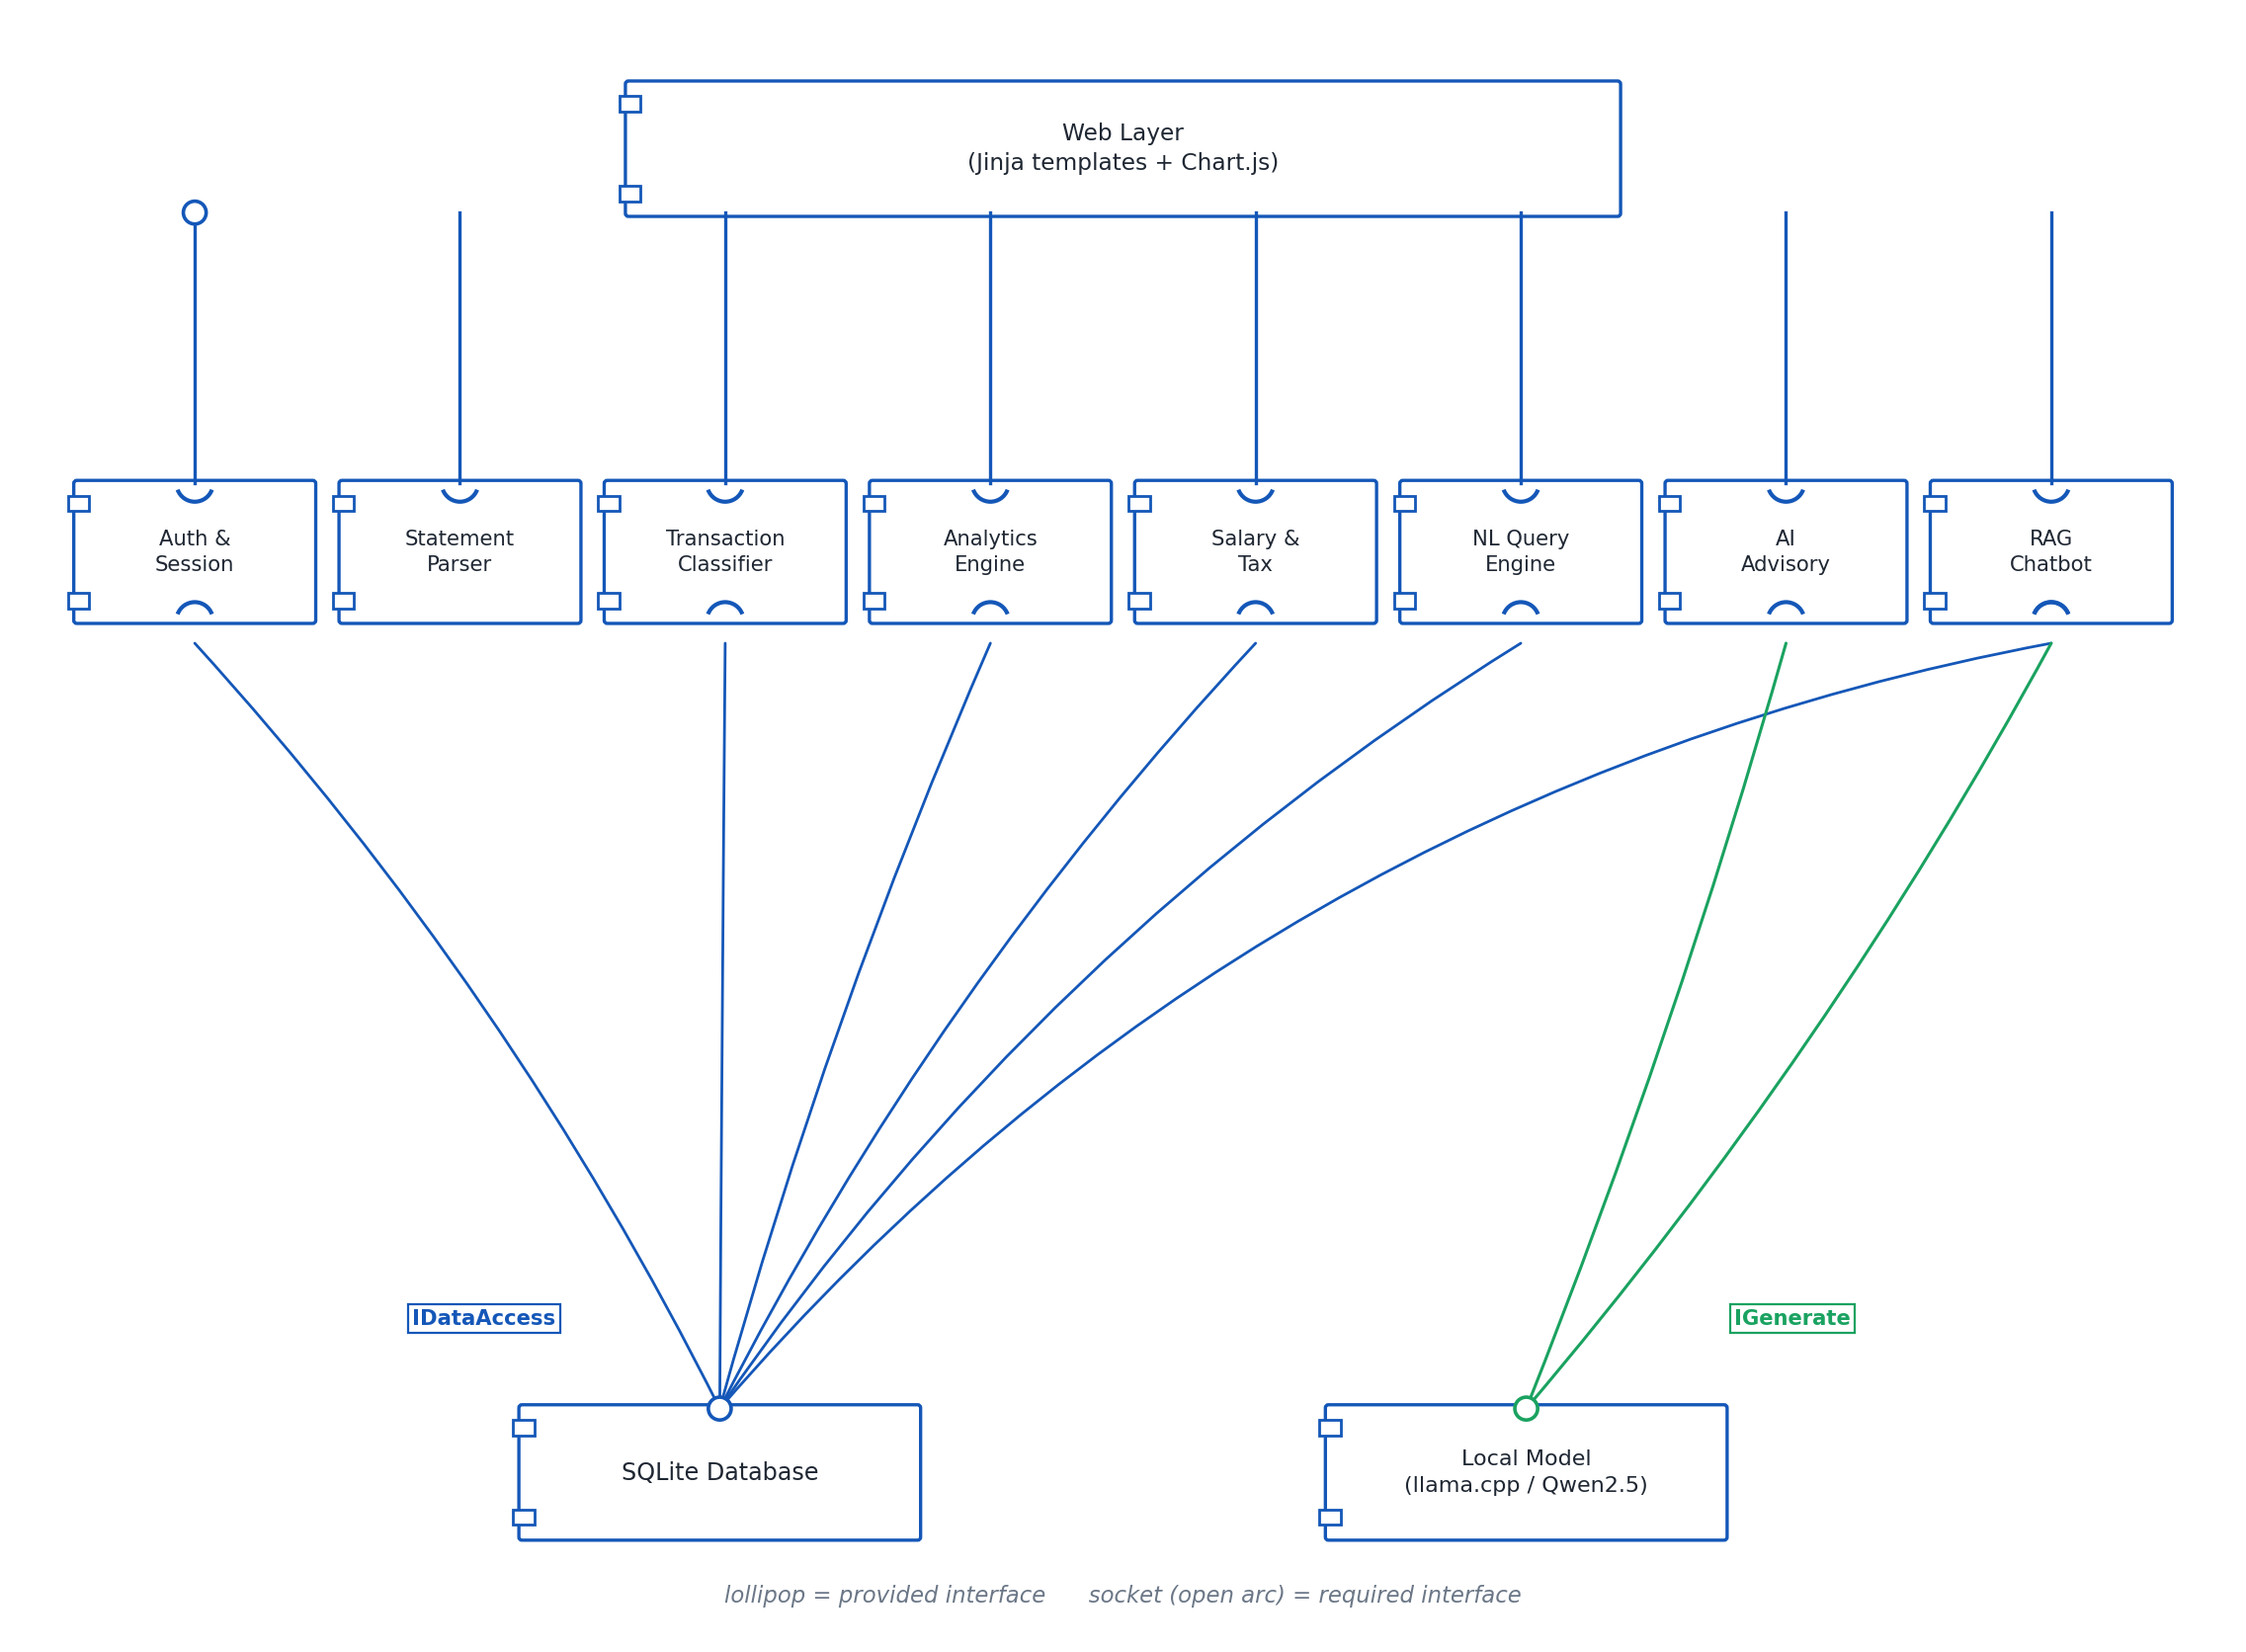 Web Layer
(Jinja templates + Chart.js)
Auth &
Session
Statement
Parser
Transaction
Classifier
Analytics
Engine
Salary &
Tax
NL Query
Engine
AI
Advisory
RAG
Chatbot
IDataAccess
IGenerate
SQLite Database
Local Model
(llama.cpp / Qwen2.5)
lollipop = provided interface socket (open arc) = required interface